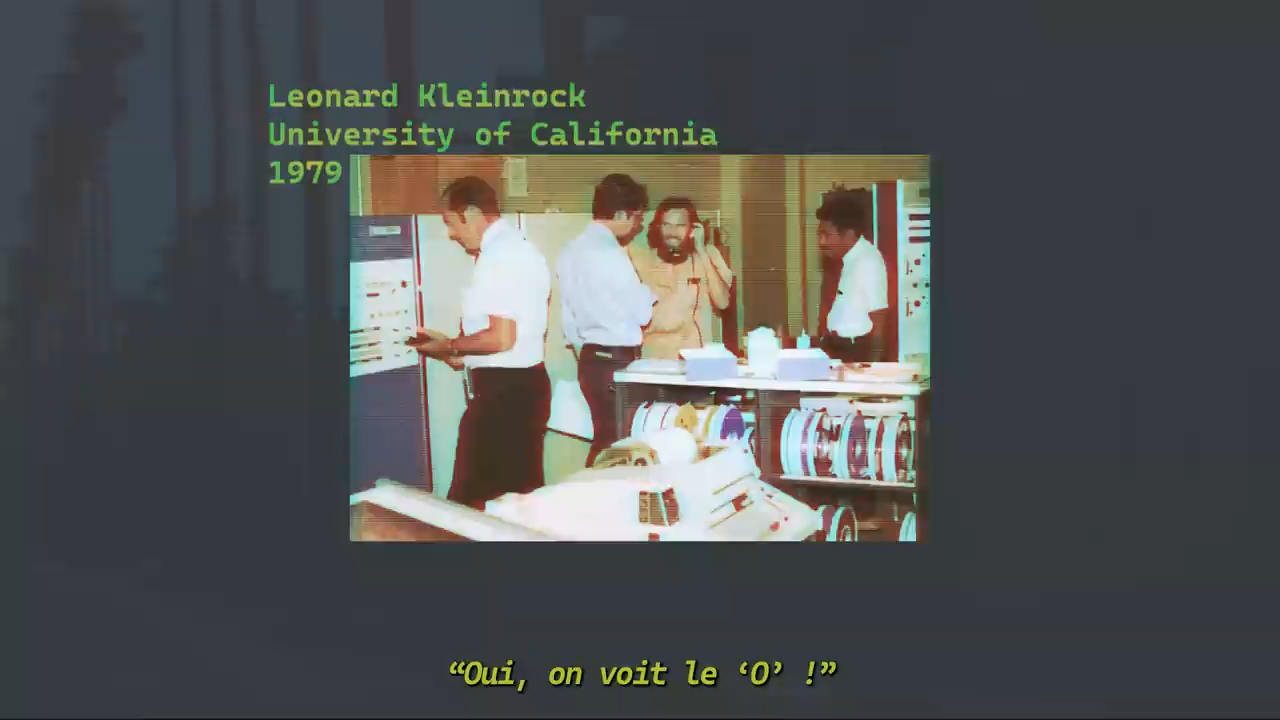 Leonard Kleinrock
University of California
1979
“Oui, on voit le ‘O’ !”